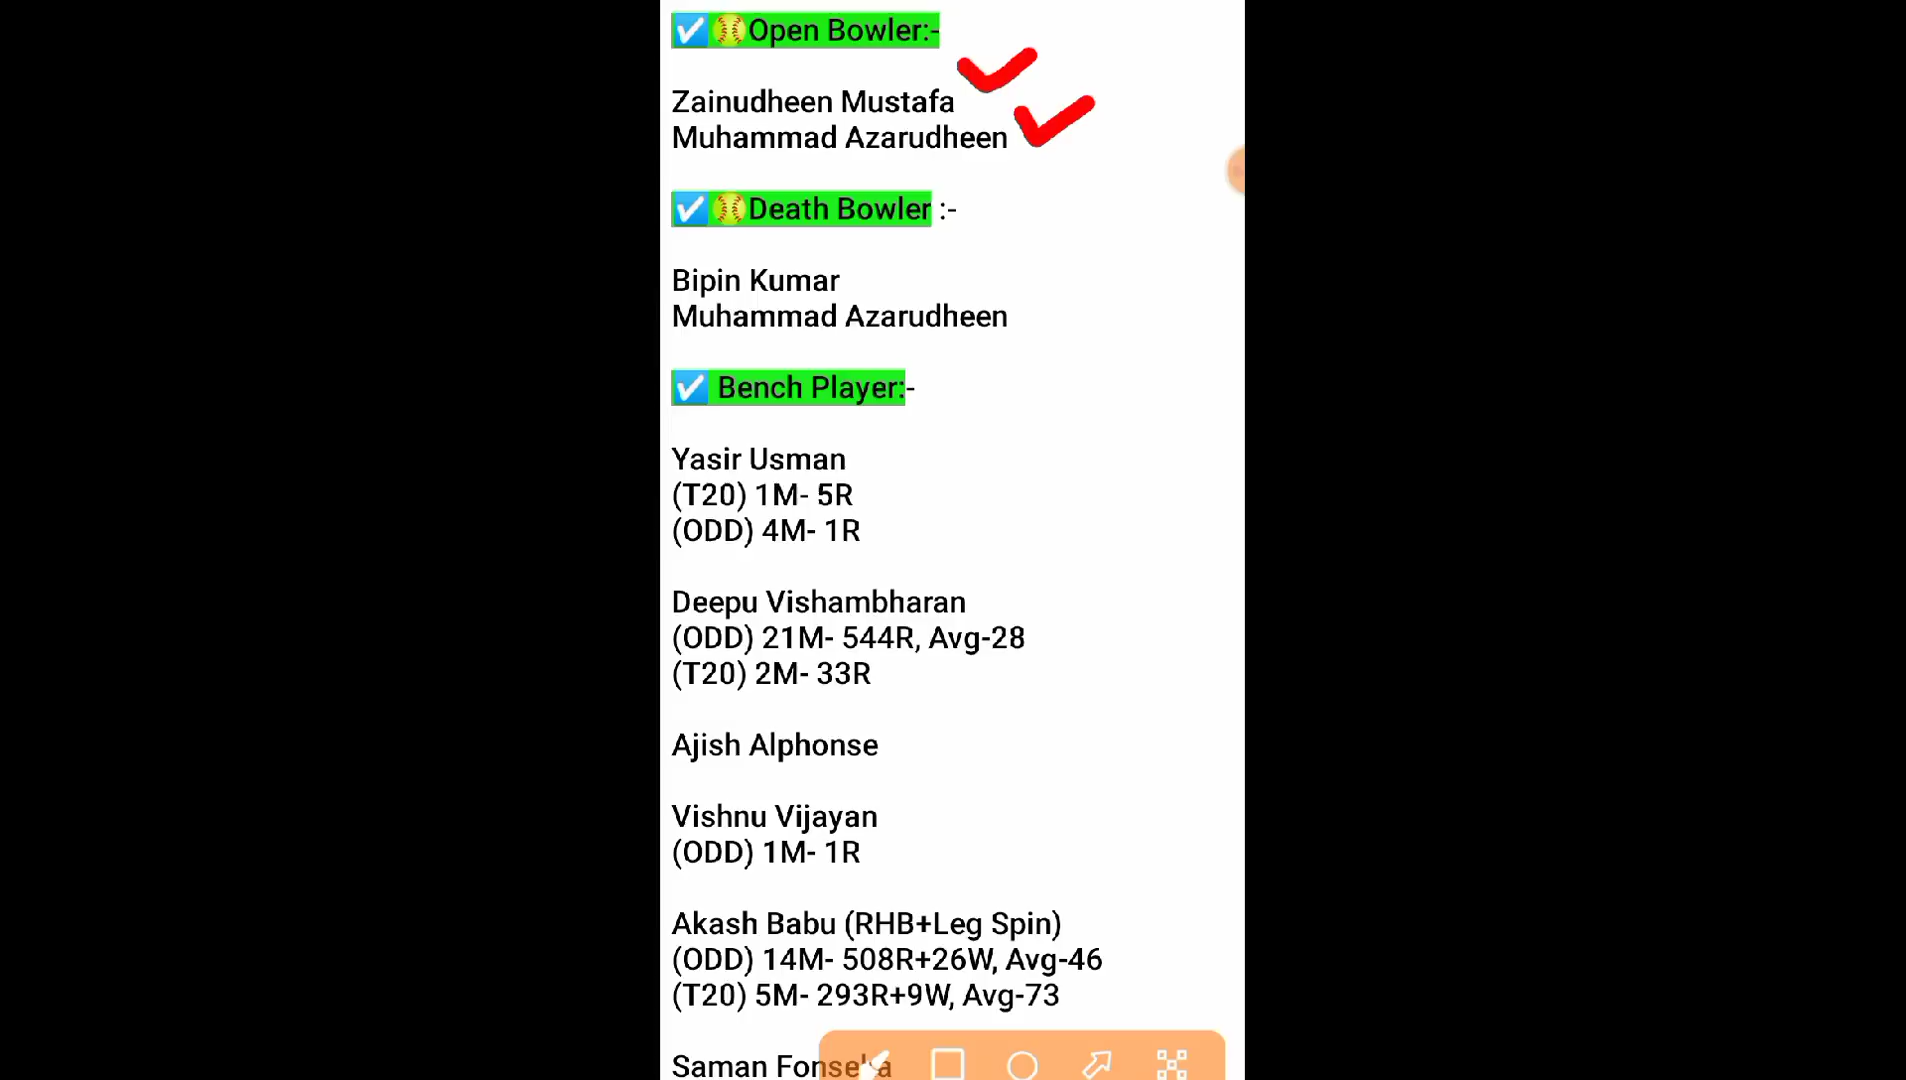 Open Bowler:-
Zainudheen Mustafa
Muhammad Azarudheen
Death Bowler :-
Bipin Kumar
Muhammad Azarudheen
Bench Player:-
Yasir Usman
(T20) 1M- 5R
(ODD) 4M- 1R
Deepu Vishambharan
(ODD) 21M- 544R, Avg-28
(T20) 2M- 33R
Ajish Alphonse
Vishnu Vijayan
(ODD) 1M- 1R
Akash Babu (RHB+Leg Spin)
(ODD) 14M- 508R+26W, Avg-46
(T20) 5M- 293R+9W, Avg-73
Saman